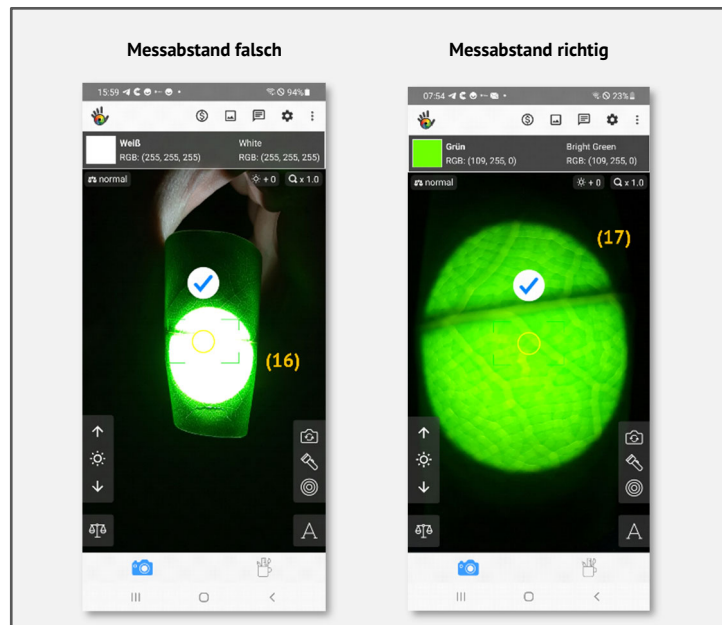 Messabstand falsch
Messabstand richtig
15:59
94%
Weiß
White
RGB: (255, 255, 255)
RGB: (255, 255, 255)
normal
+ 0
x 1.0
(16)
A
07:54
23%
Grün
Bright Green
RGB: (109, 255, 0)
RGB: (109, 255, 0)
normal
+ 0
x 1.0
(17)
A